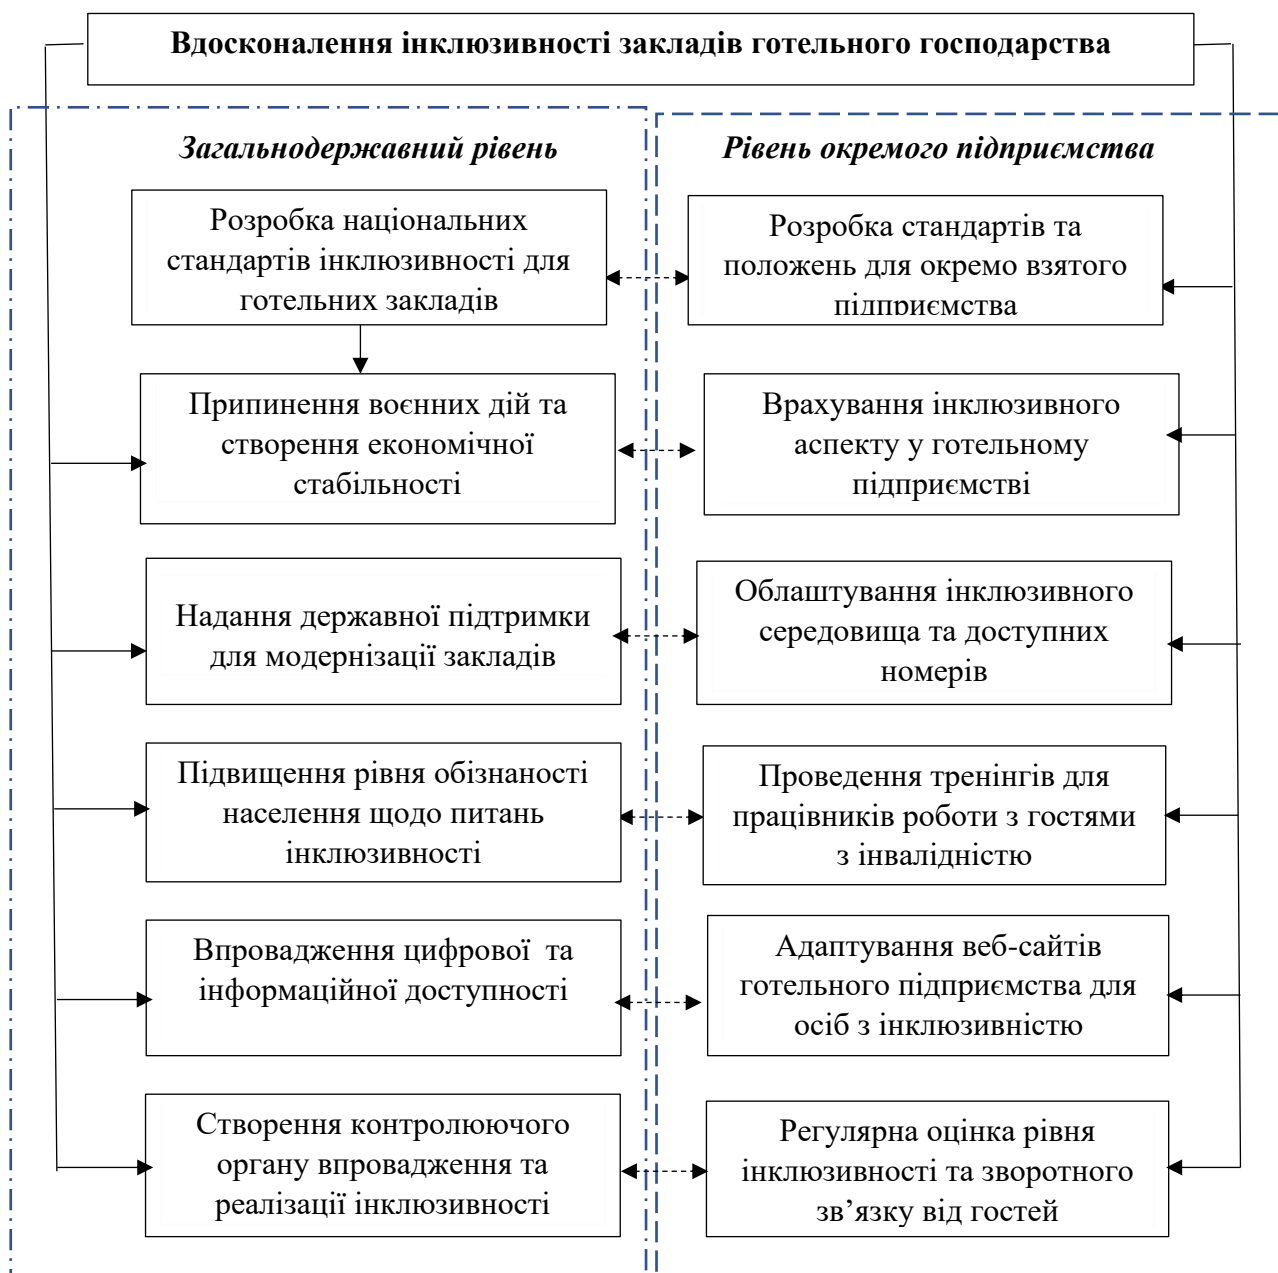 Вдосконалення інклюзивності закладів готельного господарства
Загальнодержавний рівень
Розробка національних
стандартів інклюзивності для
готельних закладів
Припинення воєнних дій та
створення економічної
стабільності
Надання державної підтримки
для модернізації закладів
Підвищення рівня обізнаності
населення щодо питань
інклюзивності
Впровадження цифрової та
інформаційної доступності
Створення контролюючого
органу впровадження та
реалізації інклюзивності
Рівень окремого підприємства
Розробка стандартів та
положень для окремо взятого
підприємства
Врахування інклюзивного
аспекту у готельному
підприємстві
Облаштування інклюзивного
середовища та доступних
номерів
Проведення тренінгів для
працівників роботи з гостями
з інвалідністю
Адаптування веб-сайтів
готельного підприємства для
осіб з інклюзивністю
Регулярна оцінка рівня
інклюзивності та зворотного
зв’язку від гостей